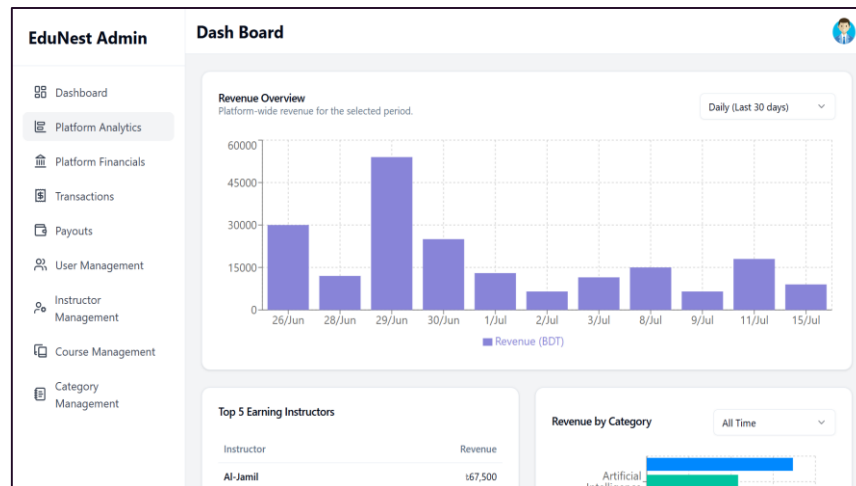 EduNest Admin
Dash Board
Dashboard
Platform Analytics
Platform Financials
Transactions
Payouts
User Management
Instructor
Management
Course Management
Category
Management
Revenue Overview
Platform-wide revenue for the selected period.
Daily (Last 30 days)
60000
45000
30000
15000
0
26/Jun 28/Jun 29/Jun 30/Jun 1/Jul 2/Jul 3/Jul 8/Jul 9/Jul 11/Jul 15/Jul
Revenue (BDT)
Top 5 Earning Instructors
Instructor Revenue
Al-Jamil ৳67,500
Revenue by Category
All Time
Artificial